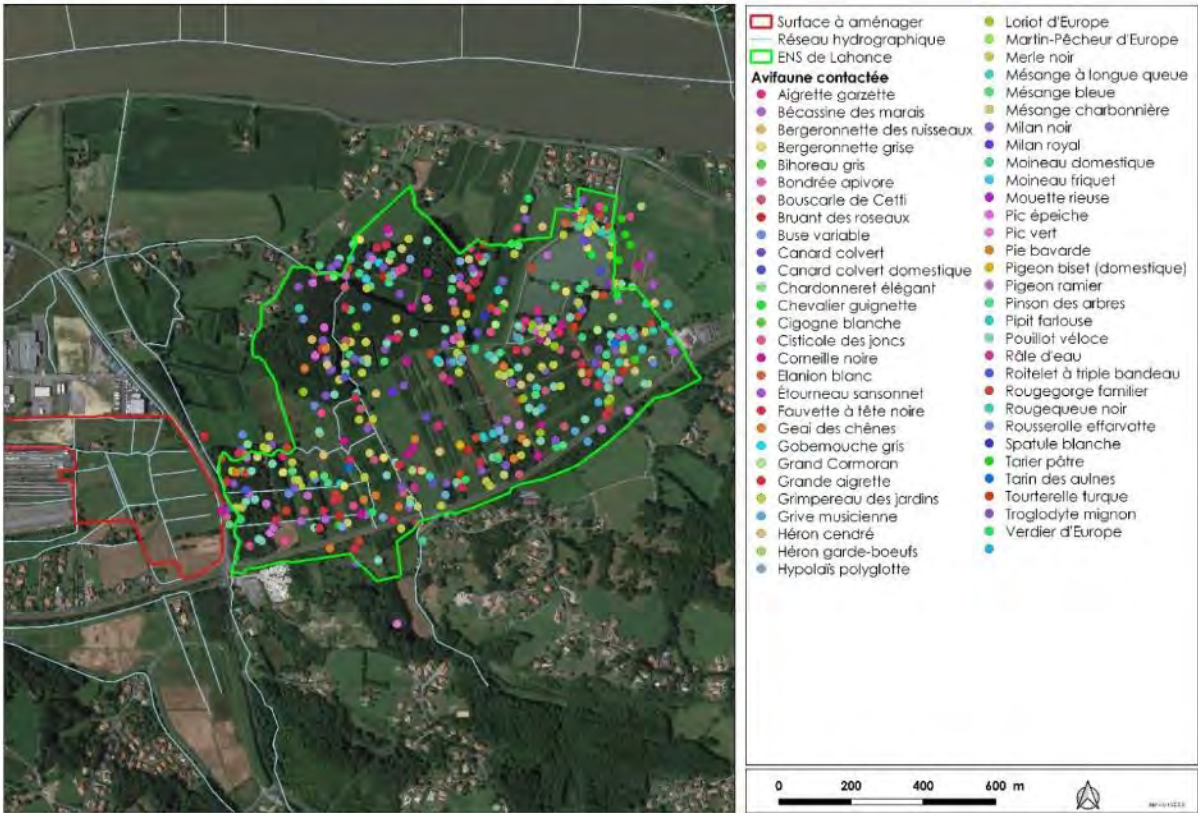 Surface à aménager
Réseau hydrographique
ENS de Lahonce
Avifaune contactée
Aigrette garzette
Bécassine des marais
Bergeronnette des ruisseaux
Bergeronnette grise
Bihoreau gris
Bondrée apivore
Bouscarle de Cetti
Bruant des roseaux
Buse variable
Canard colvert
Canard colvert domestique
Chardonneret élégant
Chevalier guignette
Cigogne blanche
Cisticole des joncs
Corneille noire
Elanion blanc
Étourneau sansonnet
Fauvette à tête noire
Geai des chênes
Gobemouche gris
Grand Cormoran
Grande aigrette
Grimpereau des jardins
Grive musicienne
Héron cendré
Héron garde-boeufs
Hypolaïs polyglotte
Loriot d'Europe
Martin-Pêcheur d'Europe
Merle noir
Mésange à longue queue
Mésange bleue
Mésange charbonnière
Milan noir
Milan royal
Moineau domestique
Moineau friquet
Mouette rieuse
Pic épeiche
Pic vert
Pie bavarde
Pigeon biset (domestique)
Pigeon ramier
Pinson des arbres
Pipit farlouse
Pouillot véloce
Râle d'eau
Roitelet à triple bandeau
Rougegorge familier
Rougequeue noir
Rousserolle effarvatte
Spatule blanche
Tarier pâtre
Tarin des aulnes
Tourterelle turque
Troglodyte mignon
Verdier d'Europe
0 200 400 600 m